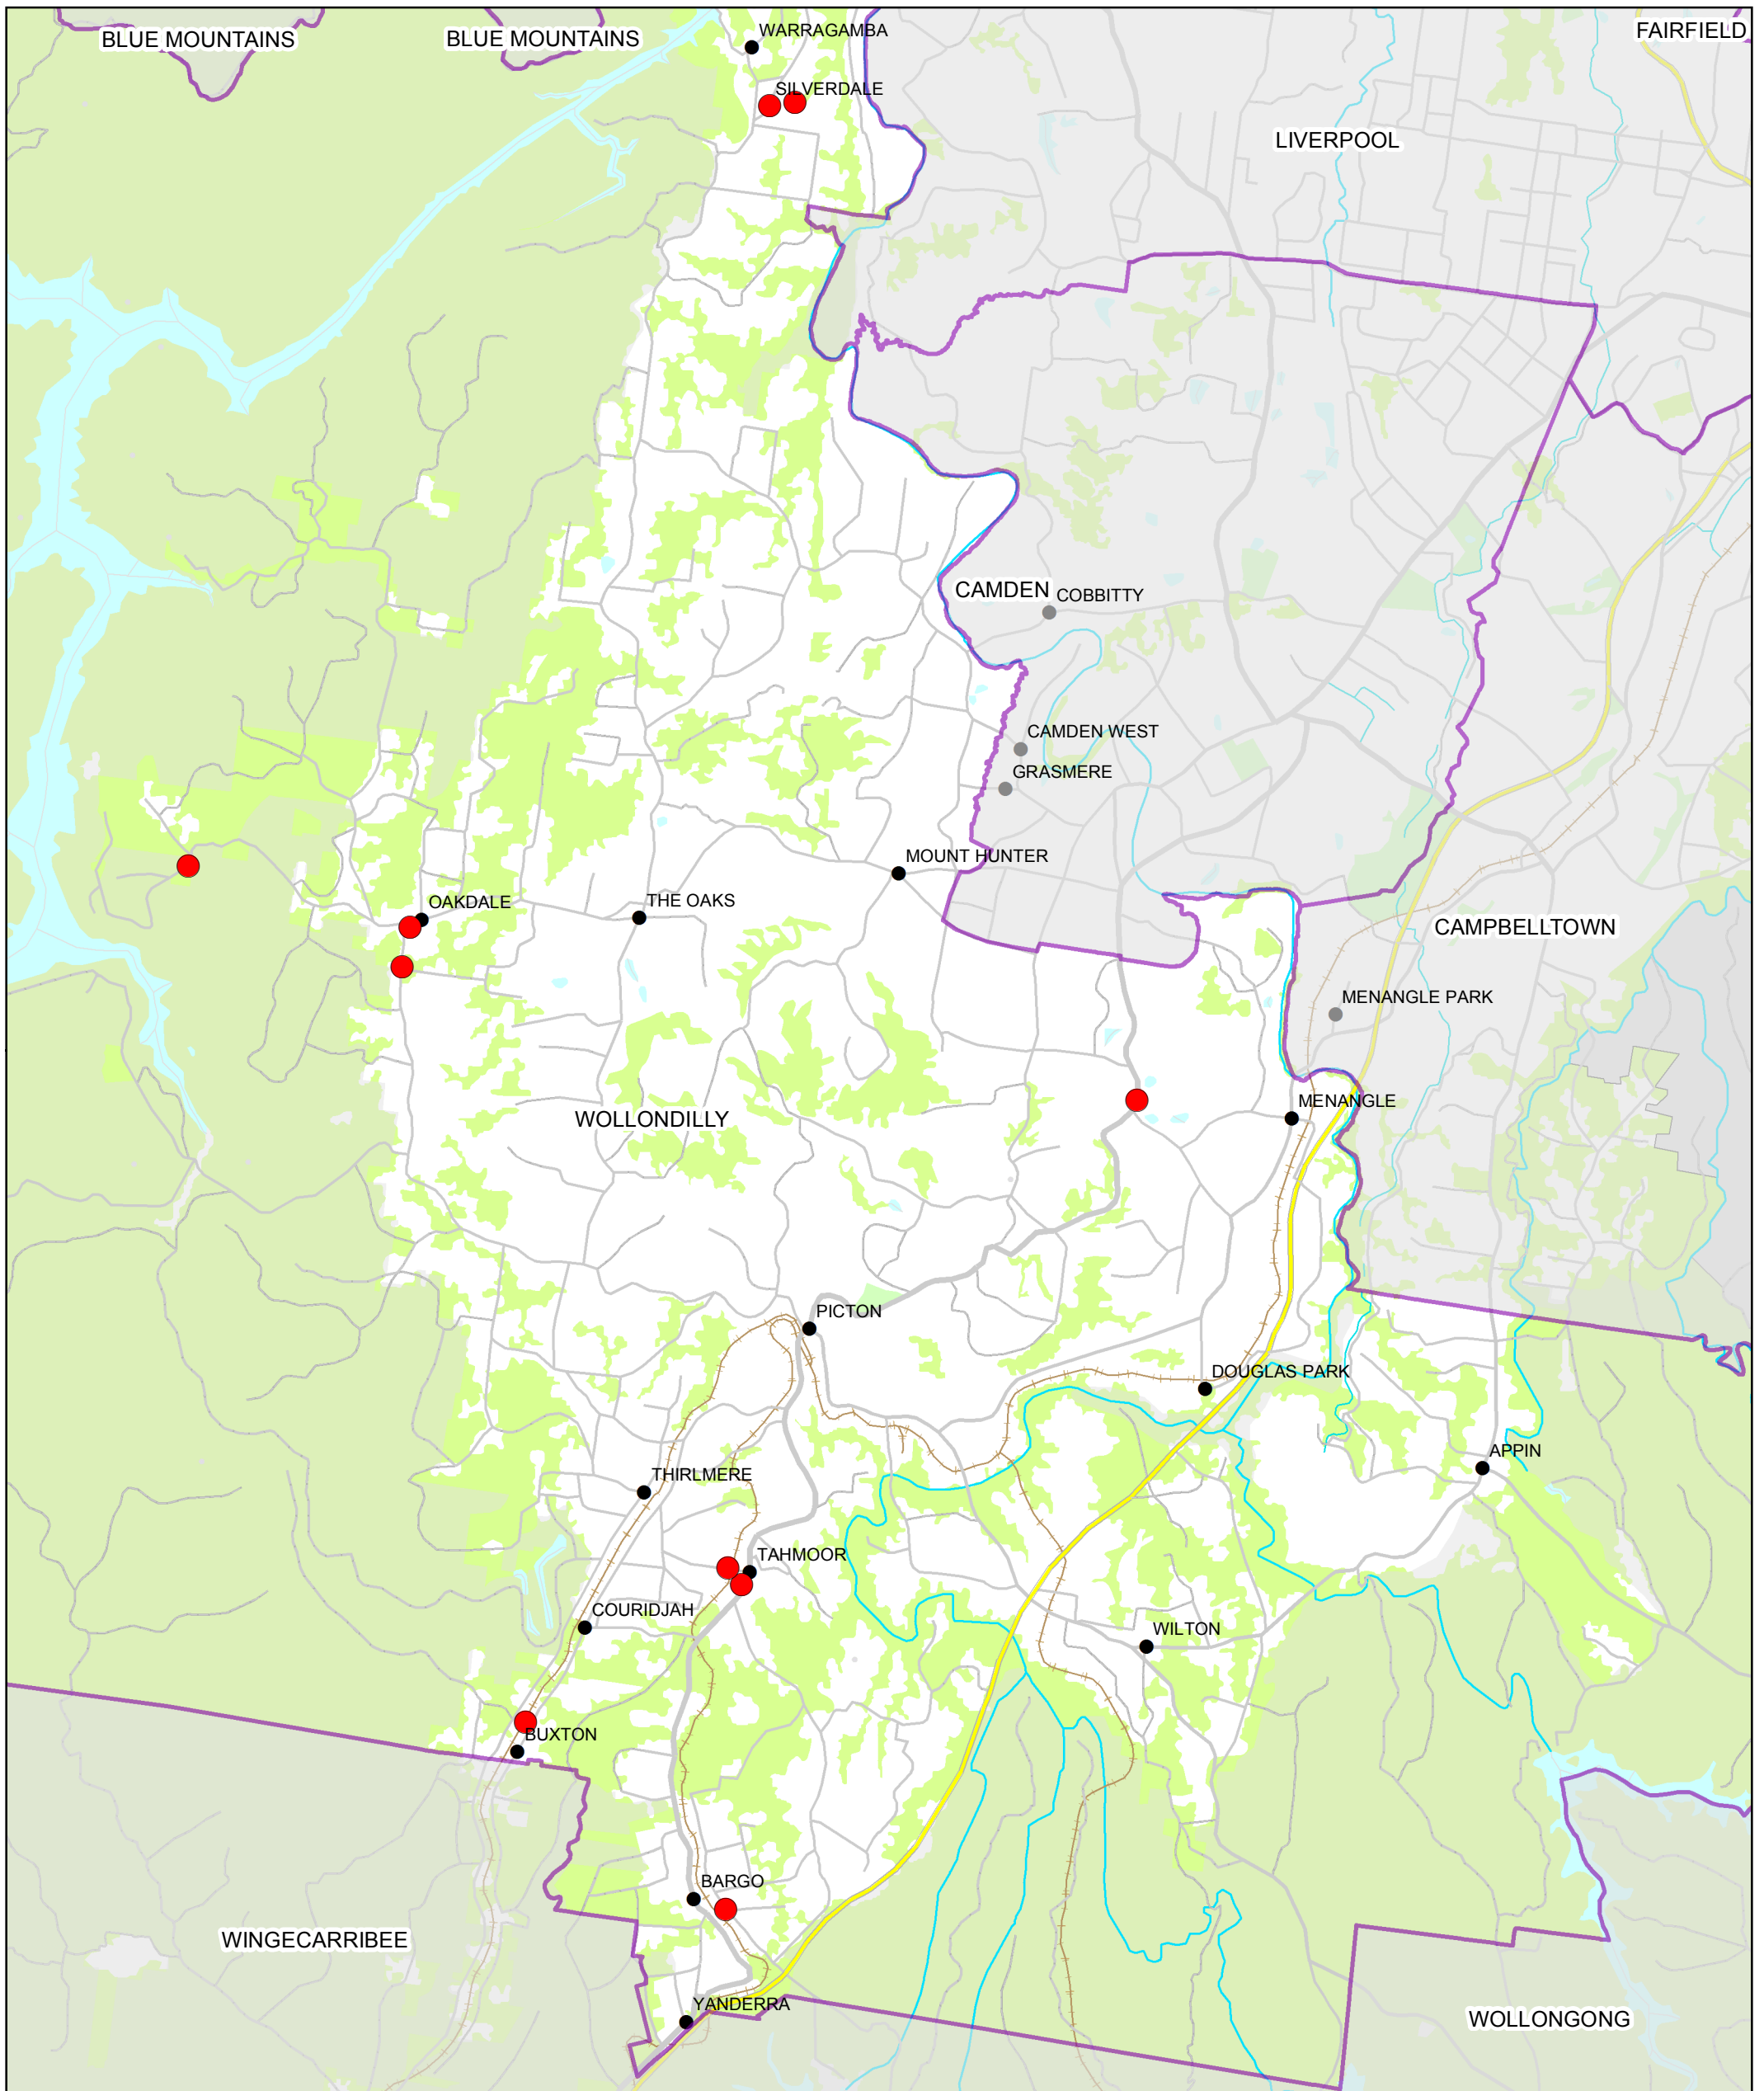 BLUE MOUNTAINS
BLUE MOUNTAINS
WARRAGAMBA
FAIRFIELD
SILVERDALE
LIVERPOOL
CAMDEN
COBBITTY
CAMDEN WEST
GRASMERE
MOUNT HUNTER
OAKDALE
THE OAKS
CAMPBELLTOWN
MENANGLE PARK
MENANGLE
WOLLONDILLY
PICTON
DOUGLAS PARK
APPIN
THIRLMERE
TAHMOOR
COURIDJAH
WILTON
BUXTON
BARGO
WINGECARRIBEE
YANDERRA
WOLLONGONG